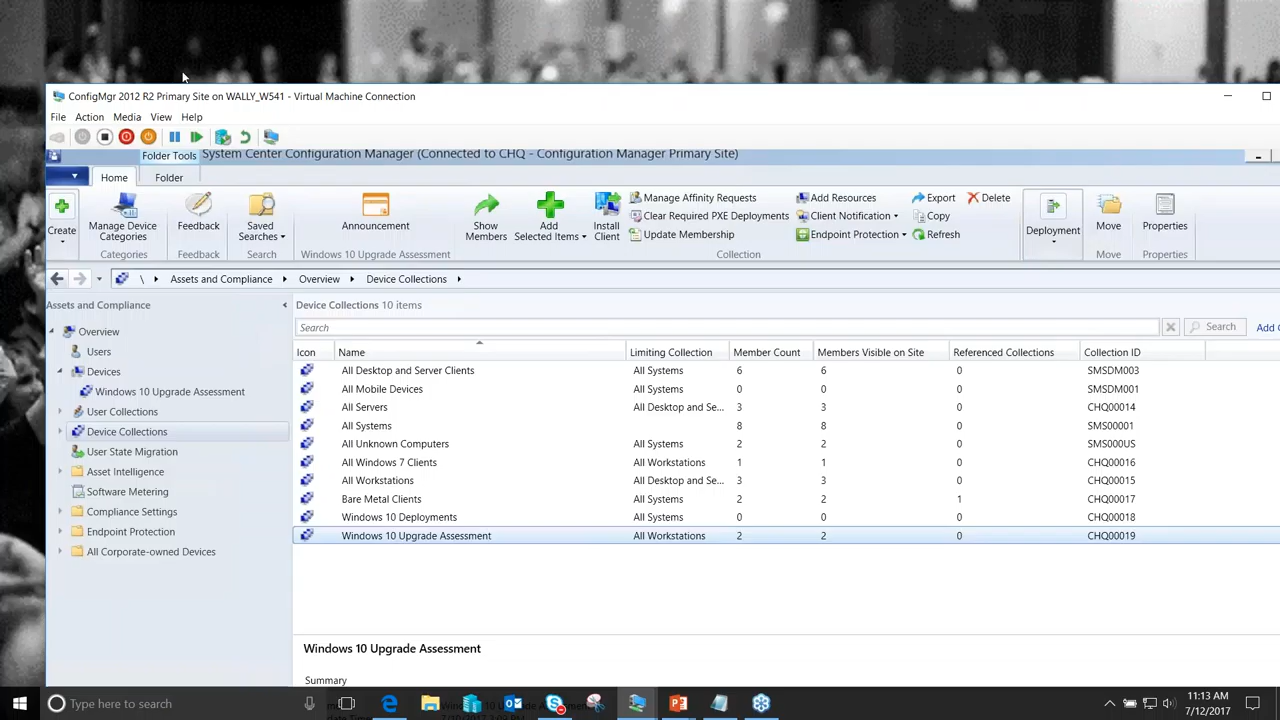 ConfigMgr 2012 R2 Primary Site on WALLY_W541 - Virtual Machine Connection
File Action Media View Help
Folder Tools System Center Configuration Manager (Connected to CHQ - Configuration Manager Primary Site)
Home Folder
Create
Manage Device Categories
Categories
Feedback
Feedback
Saved Searches
Search
Announcement
Windows 10 Upgrade Assessment
Show Members
Add Selected Items
Install Client
Manage Affinity Requests
Clear Required PXE Deployments
Update Membership
Add Resources
Client Notification
Endpoint Protection
Export
Copy
Refresh
Delete
Collection
Deployment
Move
Move
Properties
Properties
\ Assets and Compliance Overview Device Collections
Assets and Compliance
Overview
Users
Devices
Windows 10 Upgrade Assessment
User Collections
Device Collections
User State Migration
Asset Intelligence
Software Metering
Compliance Settings
Endpoint Protection
All Corporate-owned Devices
Device Collections 10 items
Search Search Add
Icon Name Limiting Collection Member Count Members Visible on Site Referenced Collections Collection ID
All Desktop and Server Clients All Systems 6 6 0 SMSDM003
All Mobile Devices All Systems 0 0 0 SMSDM001
All Servers All Desktop and Se... 3 3 0 CHQ00014
All Systems 8 8 0 SMS00001
All Unknown Computers All Systems 2 2 0 SMS000US
All Windows 7 Clients All Workstations 1 1 0 CHQ00016
All Workstations All Desktop and Se... 3 3 0 CHQ00015
Bare Metal Clients All Systems 2 2 1 CHQ00017
Windows 10 Deployments All Systems 0 0 0 CHQ00018
Windows 10 Upgrade Assessment All Workstations 2 2 0 CHQ00019
Windows 10 Upgrade Assessment
Summary
Type here to search
11:13 AM
7/12/2017